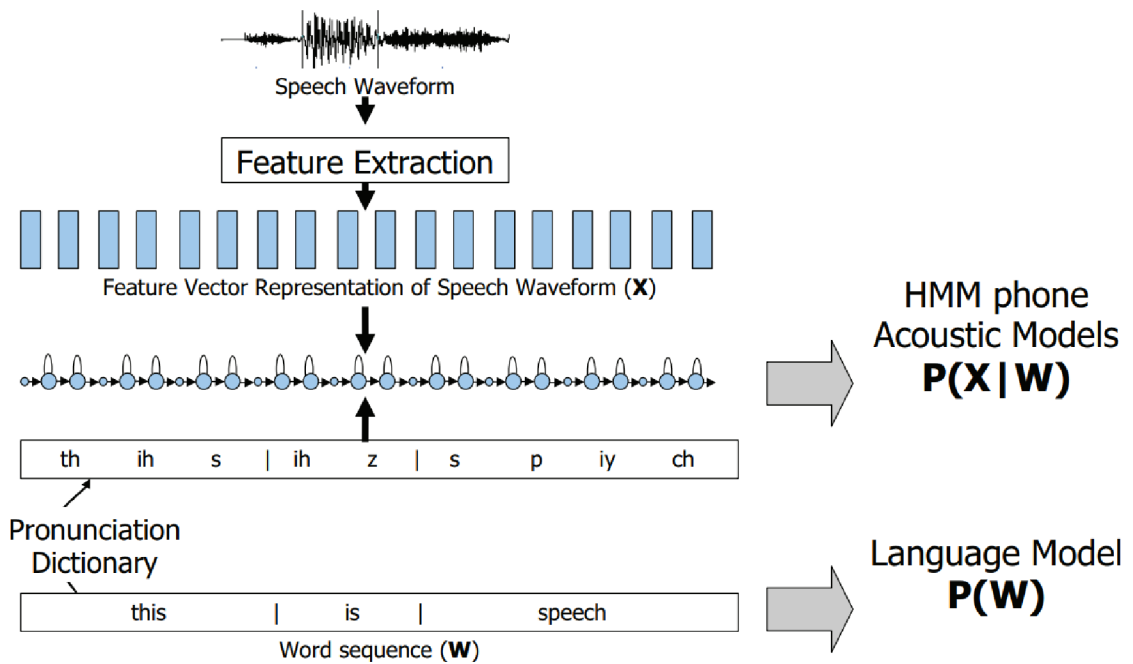 Speech Waveform
Feature Extraction
Feature Vector Representation of Speech Waveform (X)
HMM phone
Acoustic Models
P(X|W)
th ih s | ih z | s p iy ch
Pronunciation
Dictionary
Language Model
P(W)
this | is | speech
Word sequence (W)